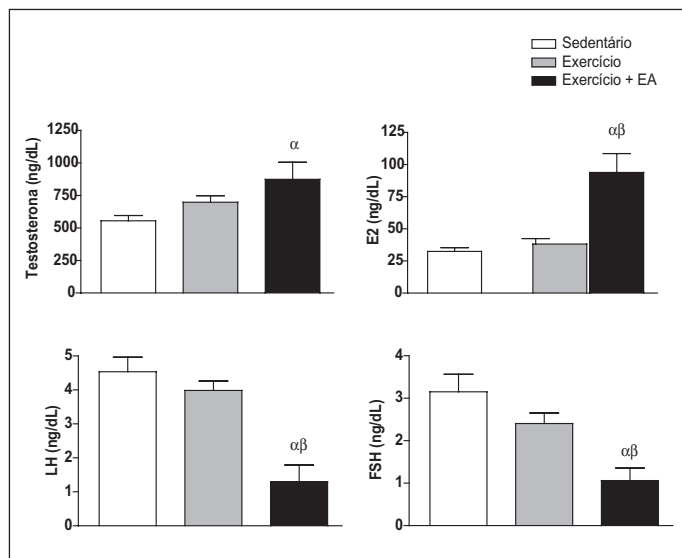 Sedentário
Exercício
Exercício + EA
Testosterona (ng/dL)
1250
1000
750
500
250
0
α
E2 (ng/dL)
125
100
75
50
25
0
αβ
LH (ng/dL)
5
4
3
2
1
0
αβ
FSH (ng/dL)
4
3
2
1
0
αβ